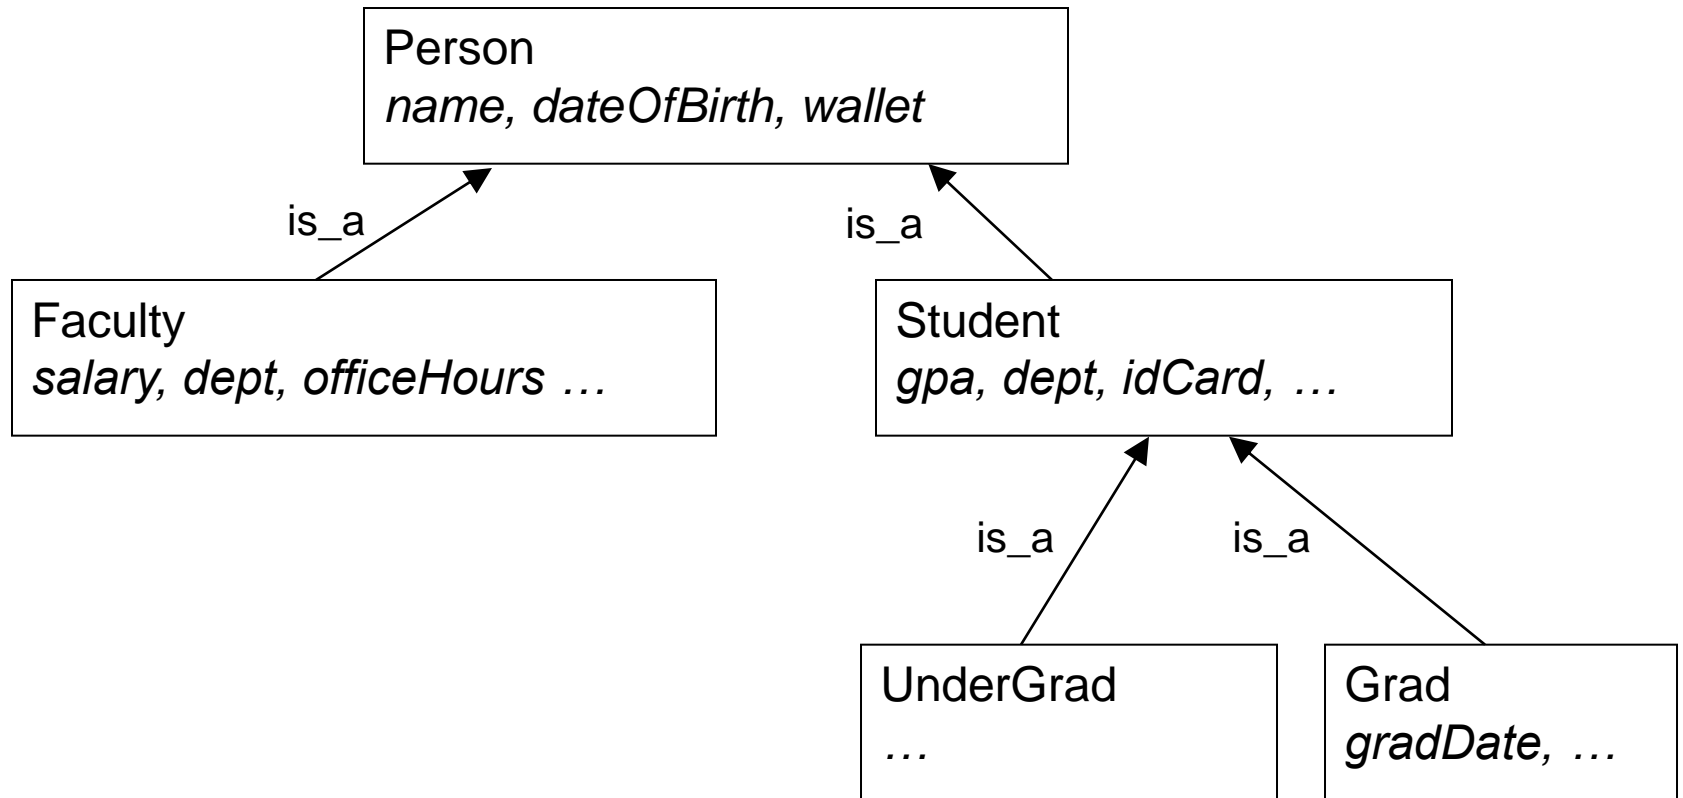 Person
name, dateOfBirth, wallet
is_a
is_a
Faculty
salary, dept, officeHours …
Student
gpa, dept, idCard, …
is_a
is_a
UnderGrad
…
Grad
gradDate, …